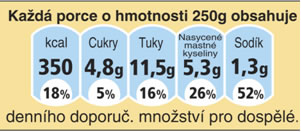 Každá porce o hmotnosti 250g obsahuje
kcal Cukry Tuky Nasycené mastné kyseliny Sodík
350 4,8g 11,5g 5,3g 1,3g
18% 5% 16% 26% 52%
denního doporuč. množství pro dospělé.